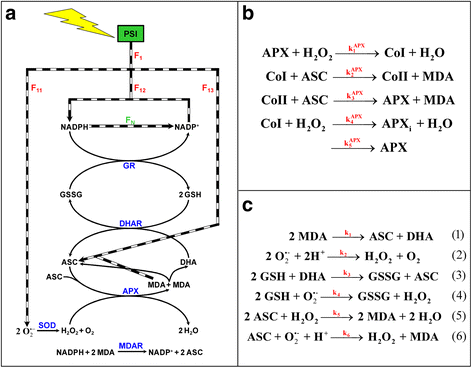 a
PSI
F₁
F₁₁ F₁₂ F₁₃
NADPH Fₙ NADP⁺
GR
GSSG 2 GSH
DHAR
ASC DHA
ASC MDA + MDA
APX
2 O₂•⁻ SOD H₂O₂ + O₂ 2 H₂O
NADPH + 2 MDA MDAR NADP⁺ + 2 ASC
b
APX + H₂O₂ k₁ᴬᴾˣ CoI + H₂O
CoI + ASC k₂ᴬᴾˣ CoII + MDA
CoII + ASC k₃ᴬᴾˣ APX + MDA
CoI + H₂O₂ k₄ᴬᴾˣ APXᵢ + H₂O
k₅ᴬᴾˣ APX
c
2 MDA k₁ ASC + DHA (1)
2 O₂•⁻ + 2H⁺ k₂ H₂O₂ + O₂ (2)
2 GSH + DHA k₃ GSSG + ASC (3)
2 GSH + O₂•⁻ k₄ GSSG + H₂O₂ (4)
2 ASC + H₂O₂ k₅ 2 MDA + 2 H₂O (5)
ASC + O₂•⁻ + H⁺ k₆ H₂O₂ + MDA (6)